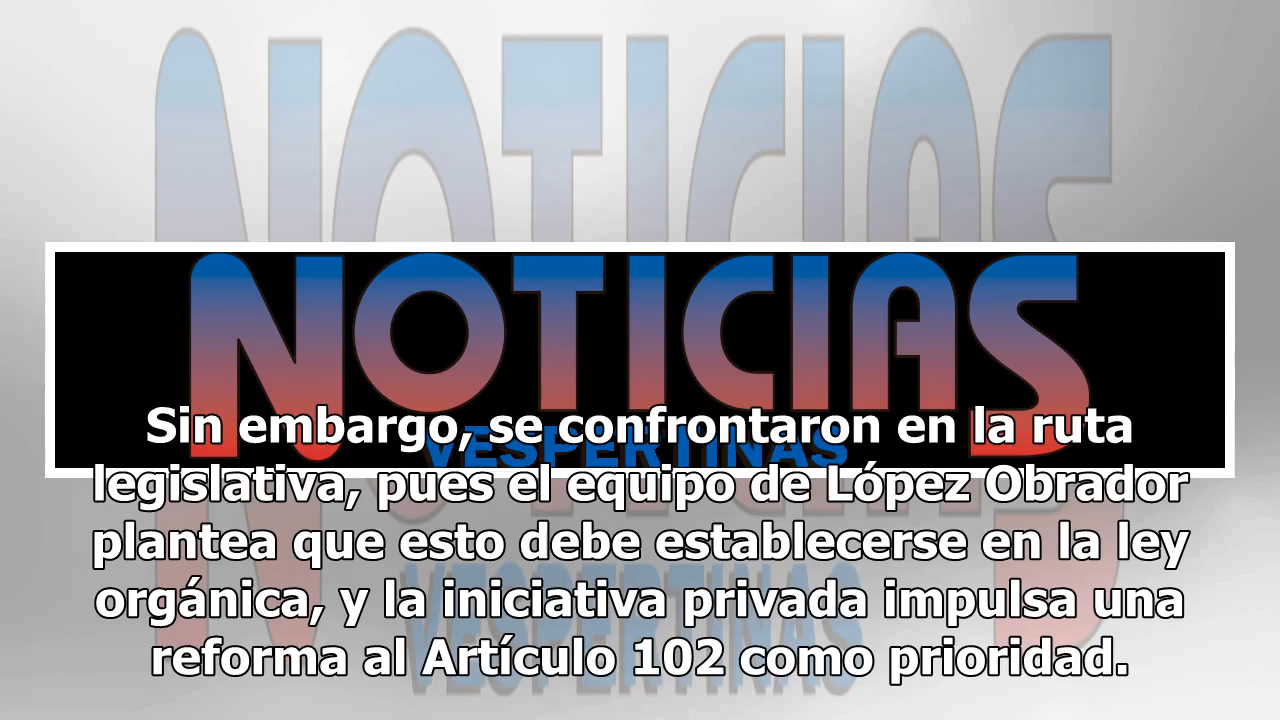 NOTICIAS
VESPERTINAS
Sin embargo, se confrontaron en la ruta
legislativa, pues el equipo de López Obrador
plantea que esto debe establecerse en la ley
orgánica, y la iniciativa privada impulsa una
reforma al Artículo 102 como prioridad.